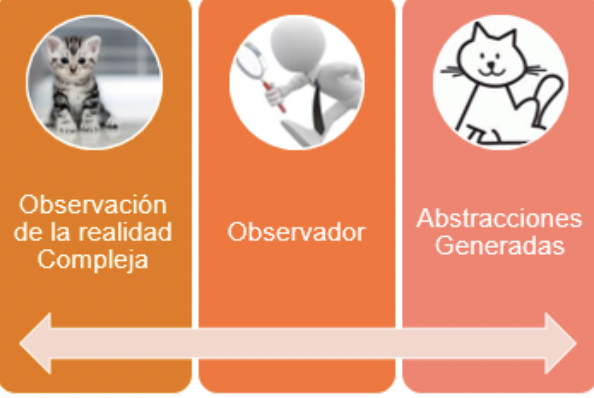 Observación
de la realidad
Compleja
Observador
Abstracciones
Generadas